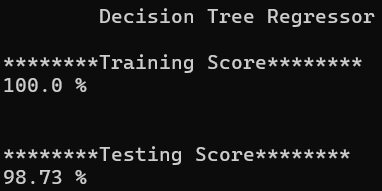 Decision Tree Regressor
********Training Score********
100.0 %
********Testing Score********
98.73 %